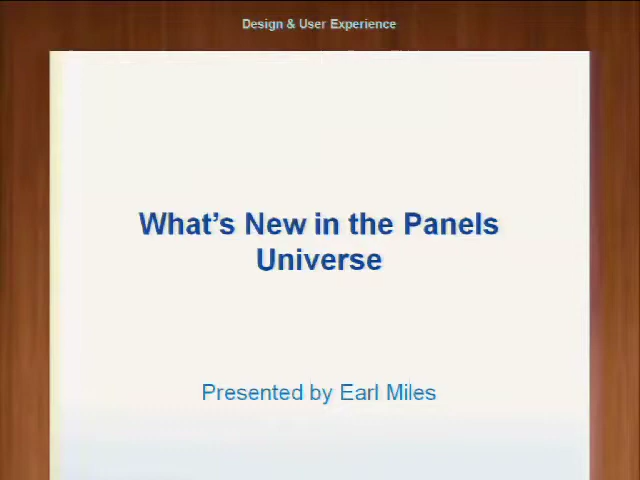 Design & User Experience
What's New in the Panels
Universe
Presented by Earl Miles